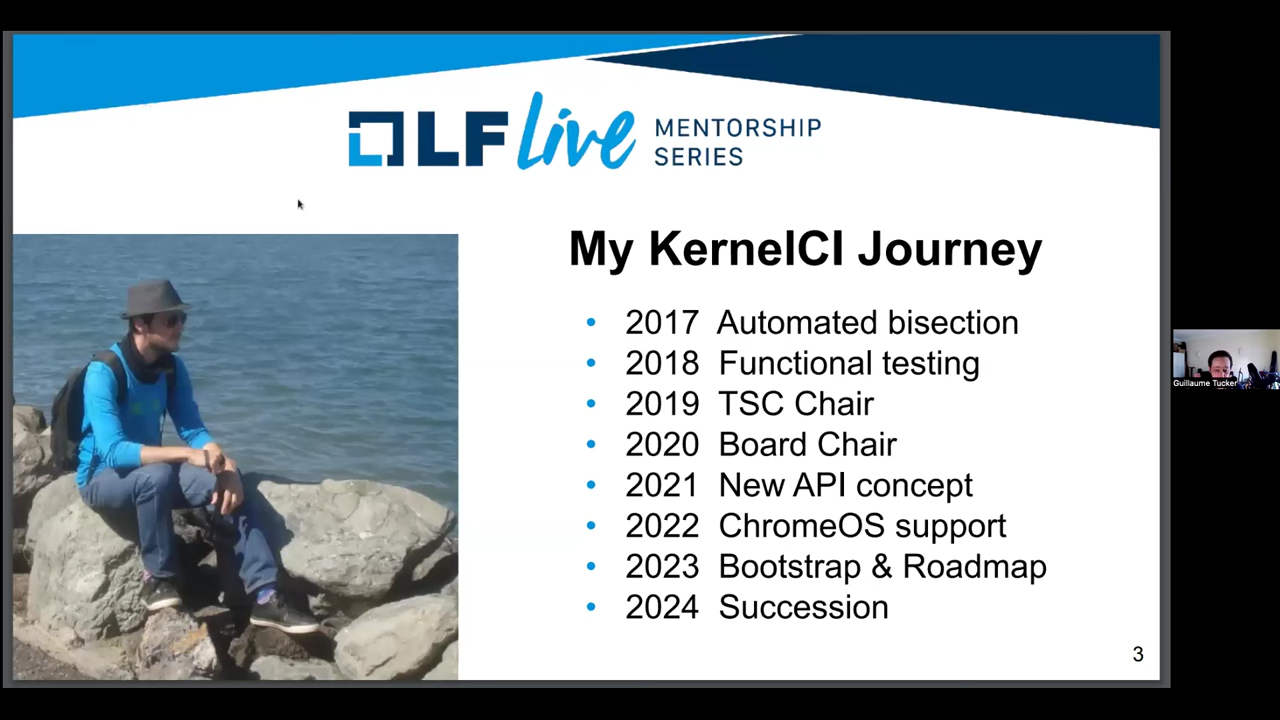 LF Live MENTORSHIP
SERIES
My KernelCI Journey
• 2017 Automated bisection
• 2018 Functional testing
• 2019 TSC Chair
• 2020 Board Chair
• 2021 New API concept
• 2022 ChromeOS support
• 2023 Bootstrap & Roadmap
• 2024 Succession
3
Guillaume Tucker